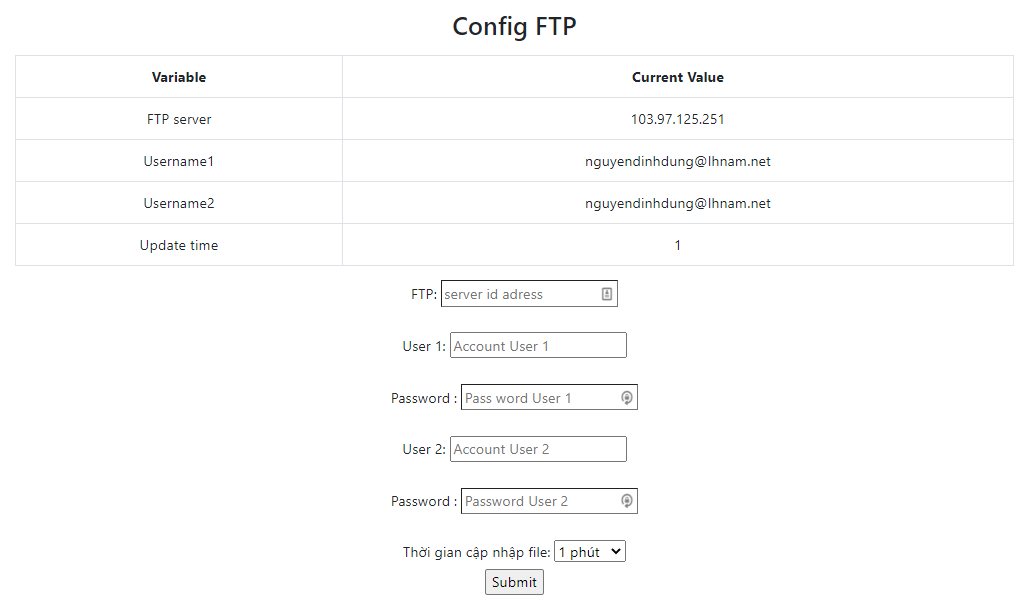 Config FTP
Variable Current Value
FTP server 103.97.125.251
Username1 nguyendinhdung@lhnam.net
Username2 nguyendinhdung@lhnam.net
Update time 1
FTP: server id adress
User 1: Account User 1
Password : Pass word User 1
User 2: Account User 2
Password : Password User 2
Thời gian cập nhập file: 1 phút
Submit